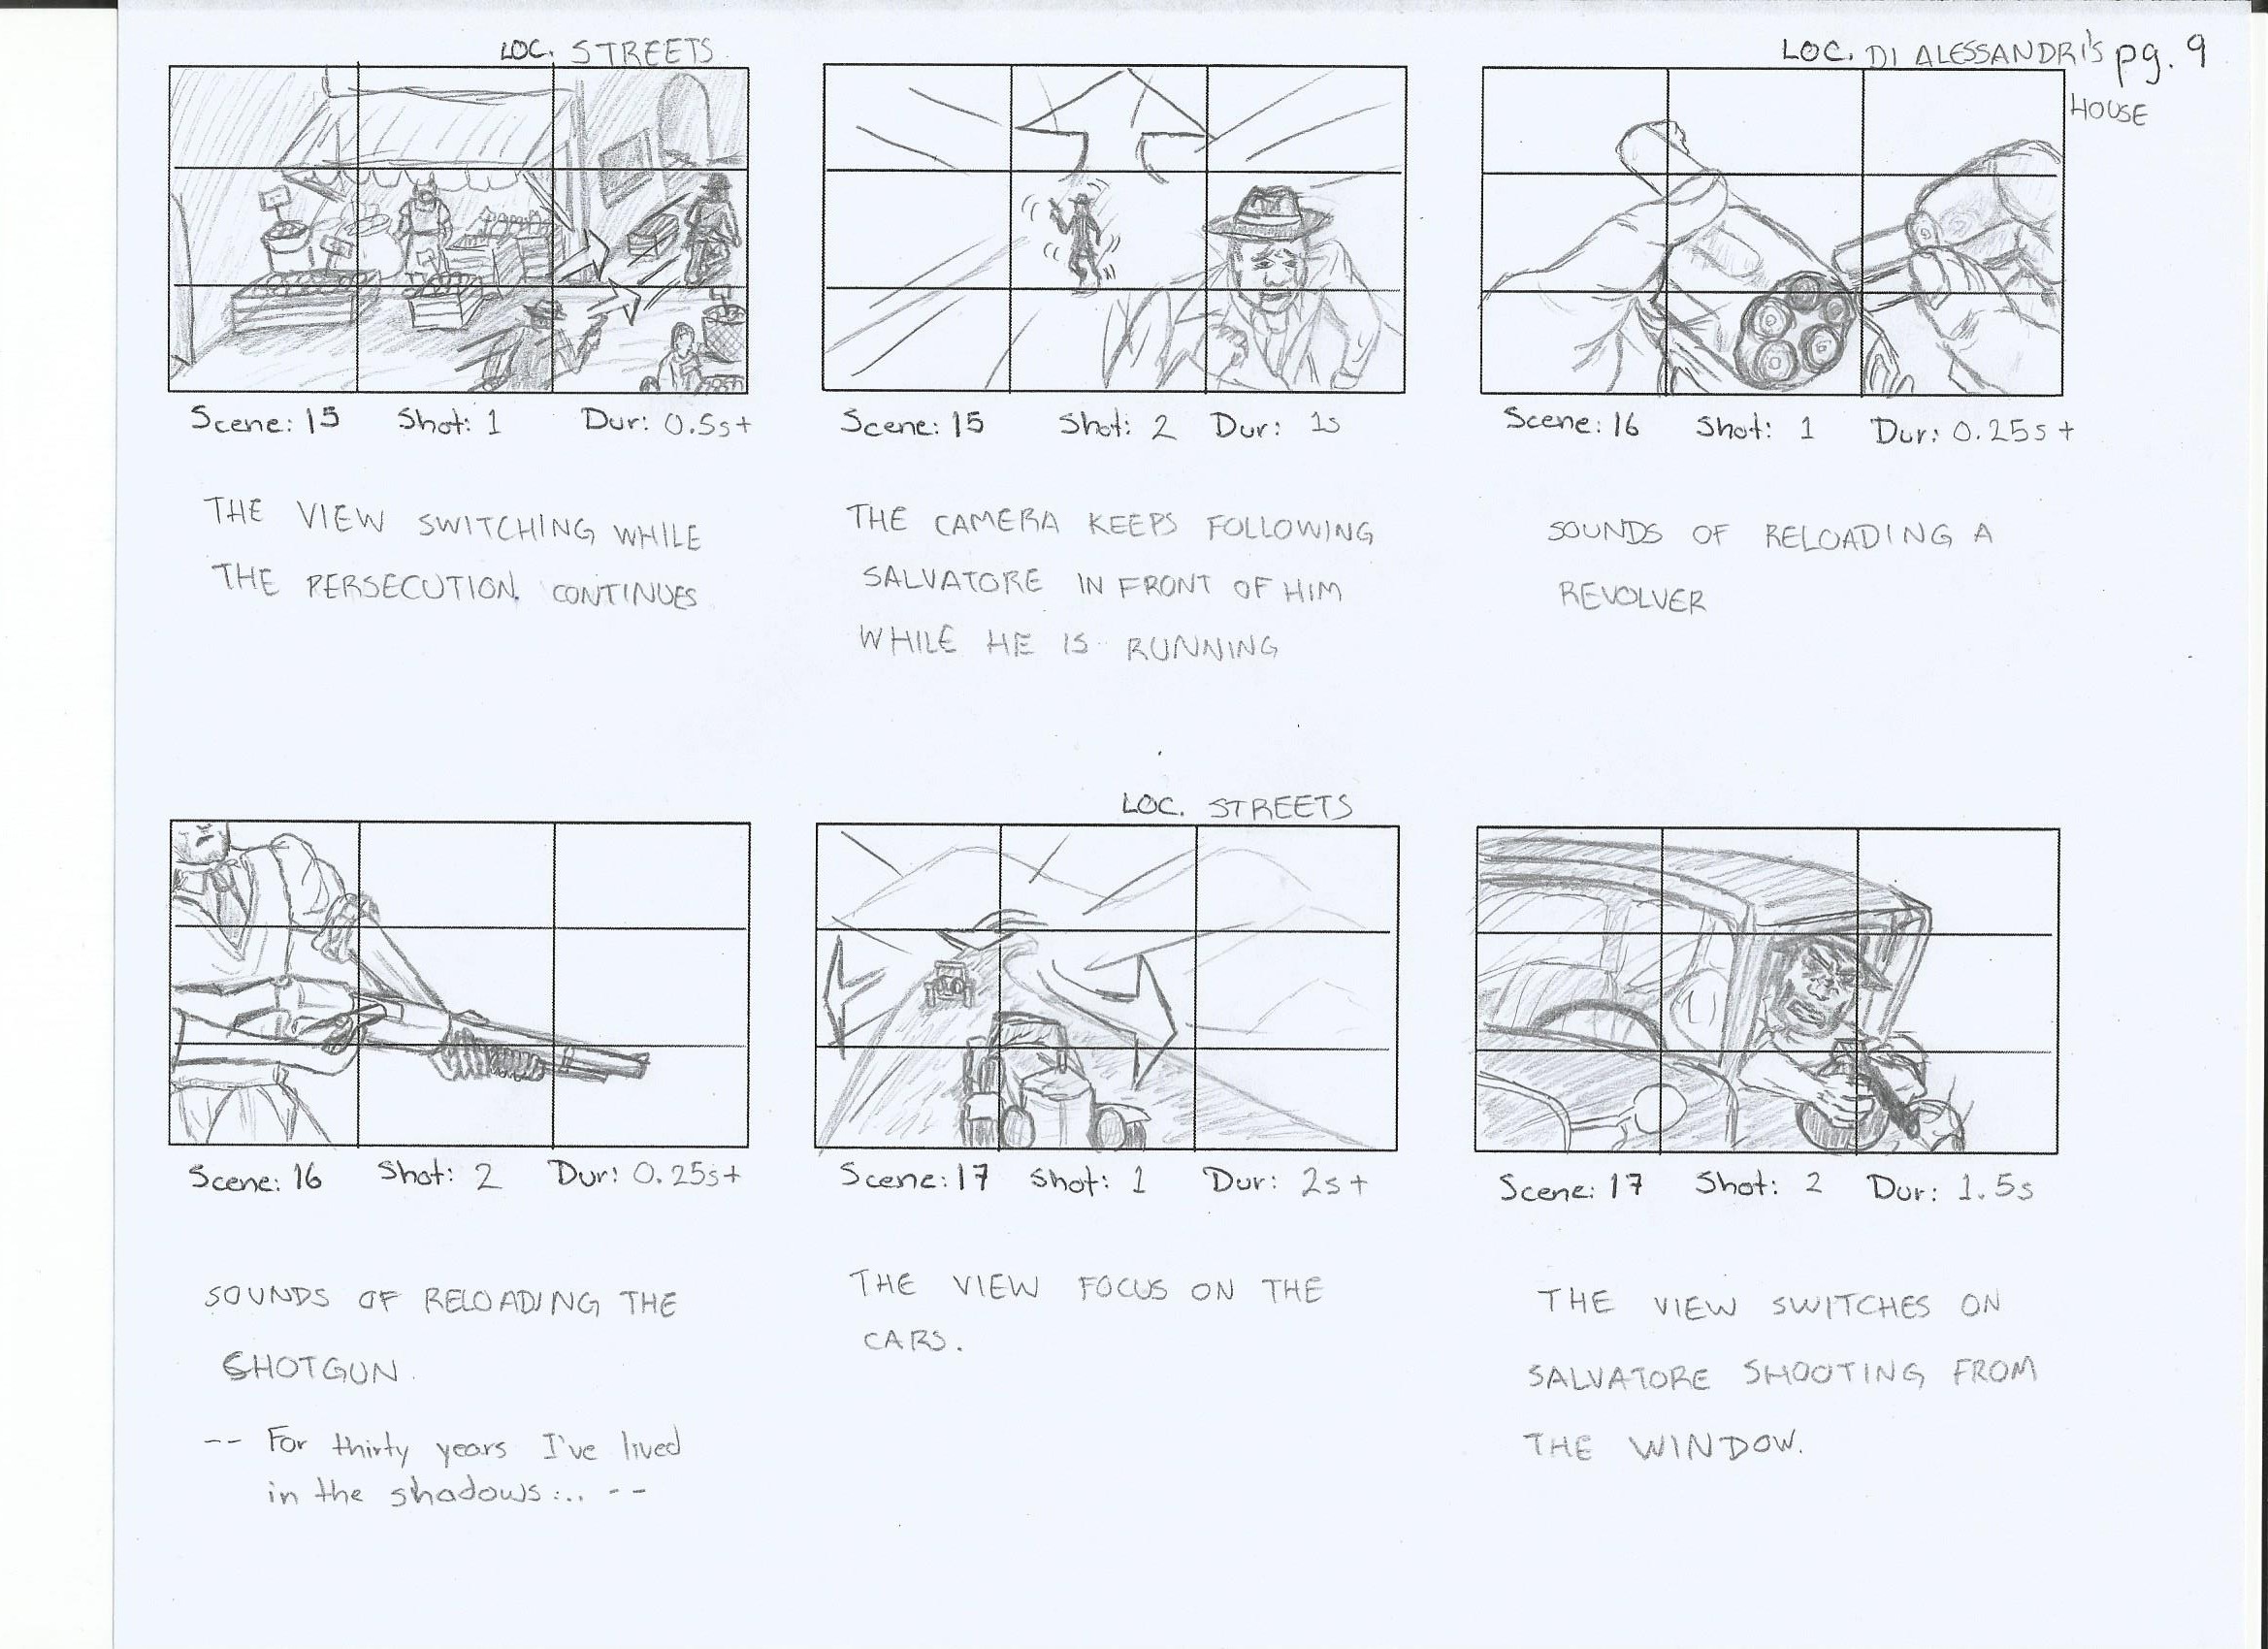 LOC. STREETS
LOC. DI ALESSANDRI'S pg. 9
HOUSE
Scene: 15 Shot: 1 Dur: 0.5s+
Scene: 15 Shot: 2 Dur: 1s
Scene: 16 Shot: 1 Dur: 0.25s+
THE VIEW SWITCHING WHILE
THE PERSECUTION. CONTINUES
THE CAMERA KEEPS FOLLOWING
SALVATORE IN FRONT OF HIM
WHILE HE IS RUNNING
SOUNDS OF RELOADING A
REVOLVER
LOC. STREETS
Scene: 16 Shot: 2 Dur: 0.25s+
Scene: 17 Shot: 1 Dur: 2s+
Scene: 17 Shot: 2 Dur: 1.5s
SOUNDS OF RELOADING THE
SHOTGUN.
-- For thirty years I've lived
in the shadows... --
THE VIEW FOCUS ON THE
CARS.
THE VIEW SWITCHES ON
SALVATORE SHOOTING FROM
THE WINDOW.